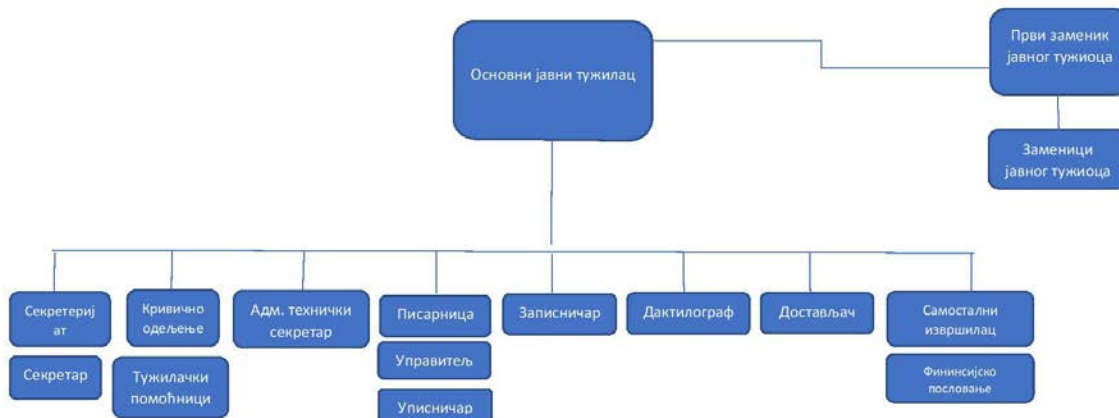 Основни јавни тужилац
Први заменик
јавног тужиоца
Заменици
јавног тужиоца
Секретериј
ат
Кривично
одељење
Адм. технички
секретар
Писарница
Записничар
Дактилограф
Достављач
Самостални
извршилац
Секретар
Тужилачки
помоћници
Управитељ
Уписничар
Фининсијско
пословање